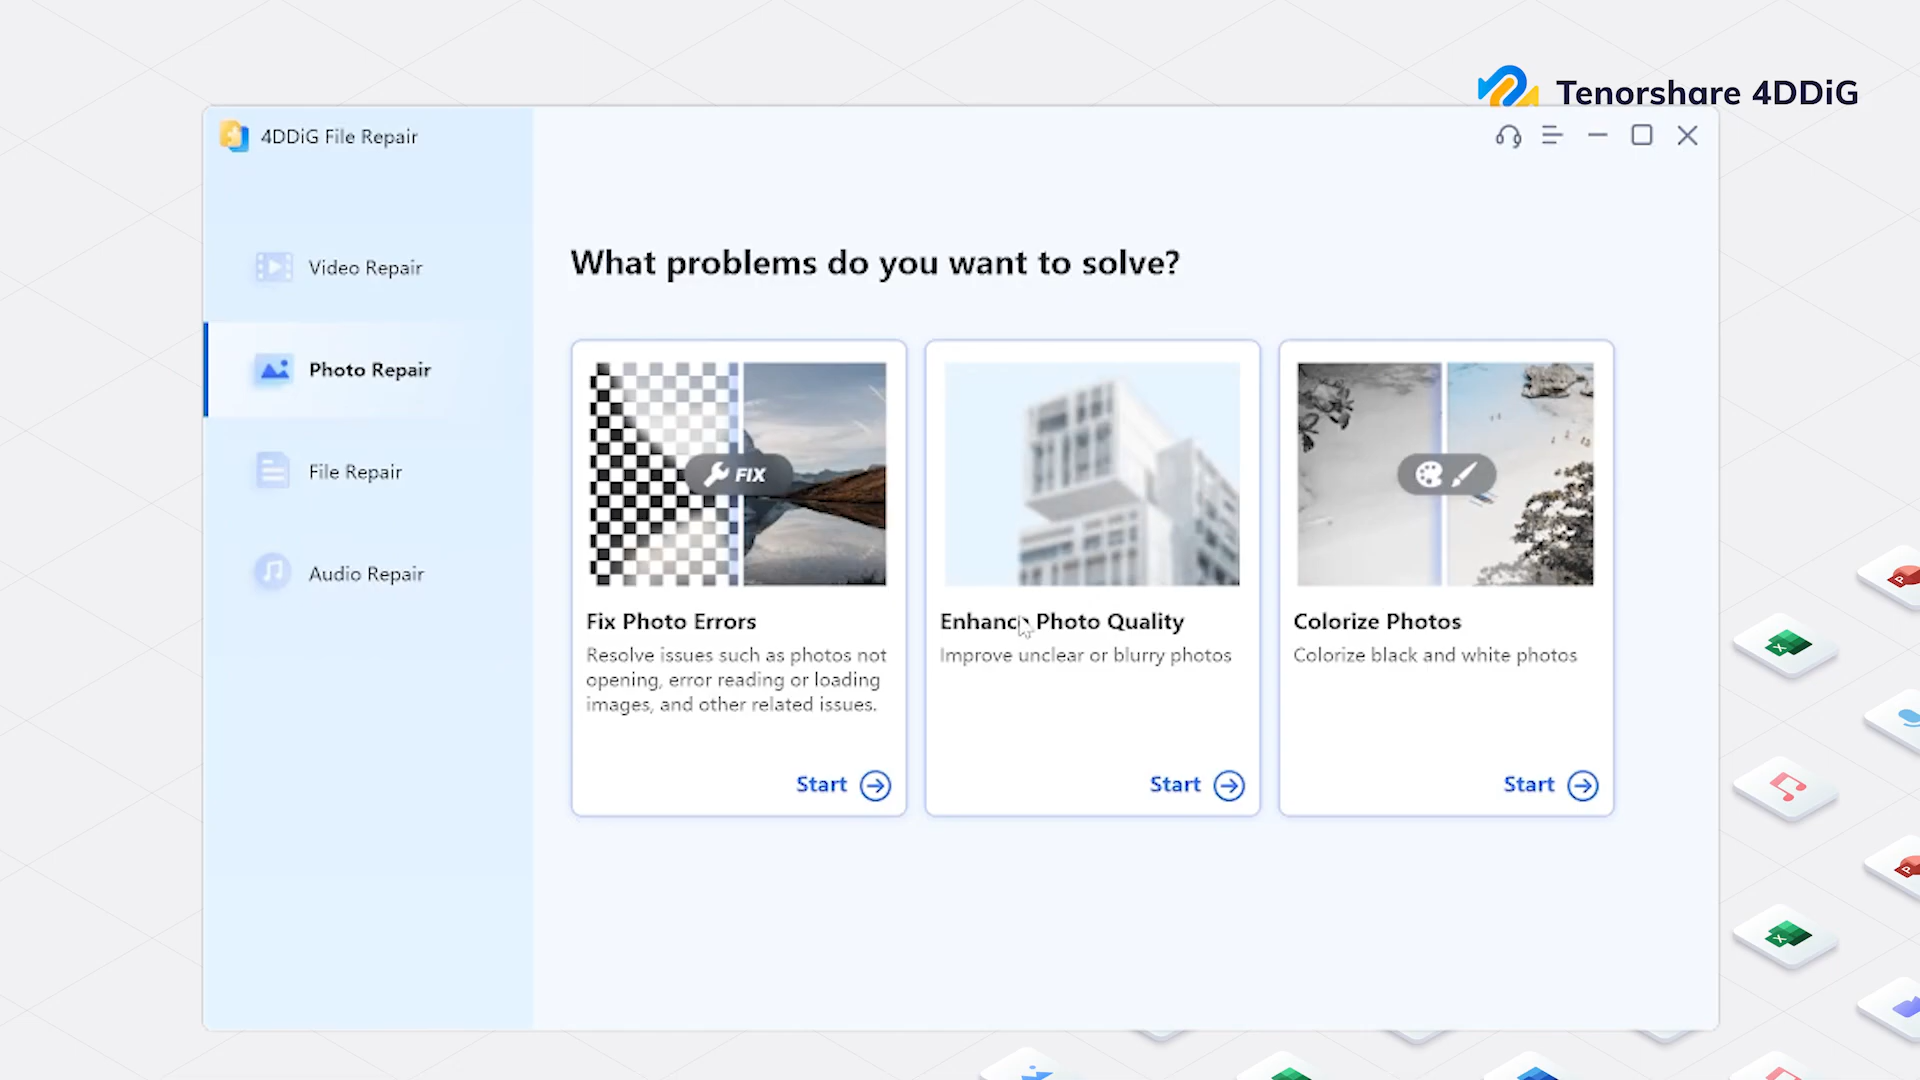 Tenorshare 4DDiG
4DDiG File Repair
Video Repair
Photo Repair
File Repair
Audio Repair
What problems do you want to solve?
FIX
Fix Photo Errors
Resolve issues such as photos not
opening, error reading or loading
images, and other related issues.
Start
Enhance Photo Quality
Improve unclear or blurry photos
Start
Colorize Photos
Colorize black and white photos
Start